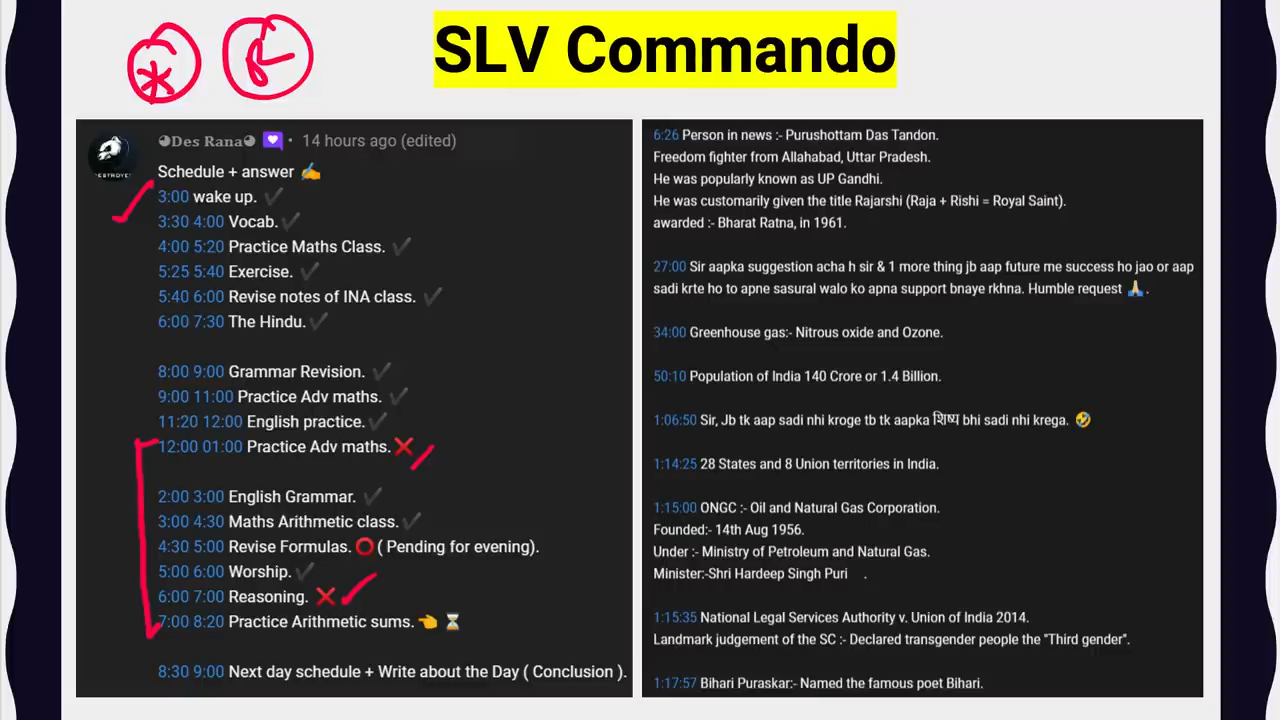 SLV Commando
Des Rana • 14 hours ago (edited)
Schedule + answer ✍
3:00 wake up. ✔
3:30 4:00 Vocab. ✔
4:00 5:20 Practice Maths Class. ✔
5:25 5:40 Exercise. ✔
5:40 6:00 Revise notes of INA class. ✔
6:00 7:30 The Hindu. ✔
8:00 9:00 Grammar Revision. ✔
9:00 11:00 Practice Adv maths. ✔
11:20 12:00 English practice. ✔
12:00 01:00 Practice Adv maths. ❌
2:00 3:00 English Grammar. ✔
3:00 4:30 Maths Arithmetic class. ✔
4:30 5:00 Revise Formulas. ⭕ ( Pending for evening).
5:00 6:00 Worship. ✔
6:00 7:00 Reasoning. ❌
7:00 8:20 Practice Arithmetic sums. 👈 ⏳
8:30 9:00 Next day schedule + Write about the Day ( Conclusion ).
6:26 Person in news :- Purushottam Das Tandon.
Freedom fighter from Allahabad, Uttar Pradesh.
He was popularly known as UP Gandhi.
He was customarily given the title Rajarshi (Raja + Rishi = Royal Saint).
awarded :- Bharat Ratna, in 1961.
27:00 Sir aapka suggestion acha h sir & 1 more thing jb aap future me success ho jao or aap
sadi krte ho to apne sasural walo ko apna support bnaye rkhna. Humble request 🙏 .
34:00 Greenhouse gas:- Nitrous oxide and Ozone.
50:10 Population of India 140 Crore or 1.4 Billion.
1:06:50 Sir, Jb tk aap sadi nhi kroge tb tk aapka शिष्य bhi sadi nhi krega. 🤣
1:14:25 28 States and 8 Union territories in India.
1:15:00 ONGC :- Oil and Natural Gas Corporation.
Founded:- 14th Aug 1956.
Under :- Ministry of Petroleum and Natural Gas.
Minister:-Shri Hardeep Singh Puri .
1:15:35 National Legal Services Authority v. Union of India 2014.
Landmark judgement of the SC :- Declared transgender people the "Third gender".
1:17:57 Bihari Puraskar:- Named the famous poet Bihari.